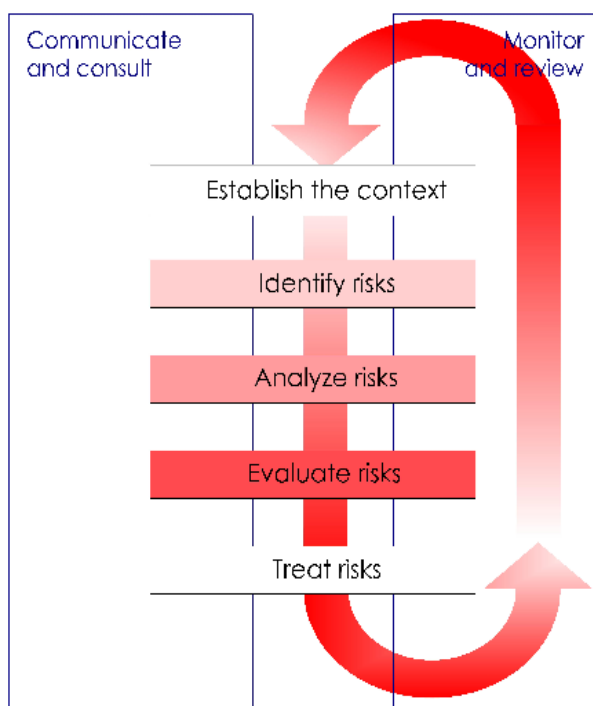 Communicate
and consult
Monitor
and review
Establish the context
Identify risks
Analyze risks
Evaluate risks
Treat risks